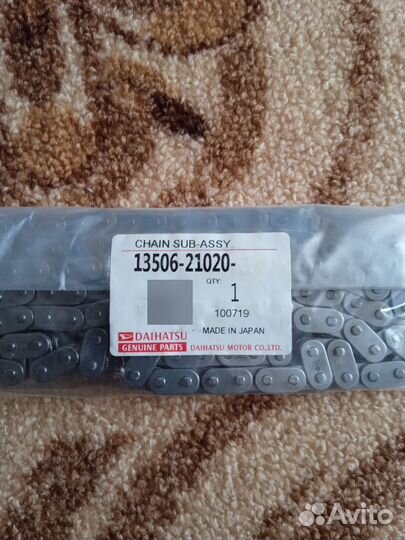 CHAIN SUB-ASSY.
13506-21020-
QTY:
1
100719
MADE IN JAPAN
DAIHATSU
GENUINE PARTS
DAIHATSU MOTOR CO.,LTD.
Avito